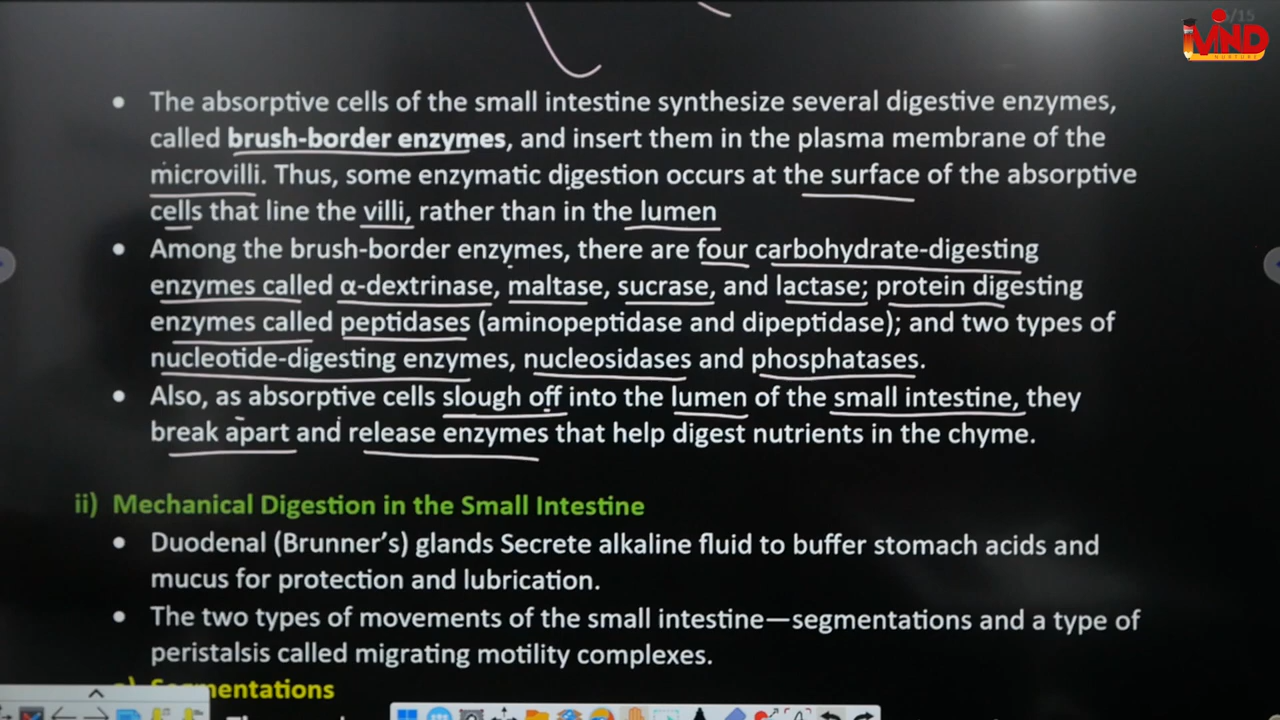 5/15
MIND
NURTURE
• The absorptive cells of the small intestine synthesize several digestive enzymes,
called brush-border enzymes, and insert them in the plasma membrane of the
microvilli. Thus, some enzymatic digestion occurs at the surface of the absorptive
cells that line the villi, rather than in the lumen
• Among the brush-border enzymes, there are four carbohydrate-digesting
enzymes called α-dextrinase, maltase, sucrase, and lactase; protein digesting
enzymes called peptidases (aminopeptidase and dipeptidase); and two types of
nucleotide-digesting enzymes, nucleosidases and phosphatases.
• Also, as absorptive cells slough off into the lumen of the small intestine, they
break apart and release enzymes that help digest nutrients in the chyme.
ii) Mechanical Digestion in the Small Intestine
• Duodenal (Brunner's) glands Secrete alkaline fluid to buffer stomach acids and
mucus for protection and lubrication.
• The two types of movements of the small intestine—segmentations and a type of
peristalsis called migrating motility complexes.
Segmentations